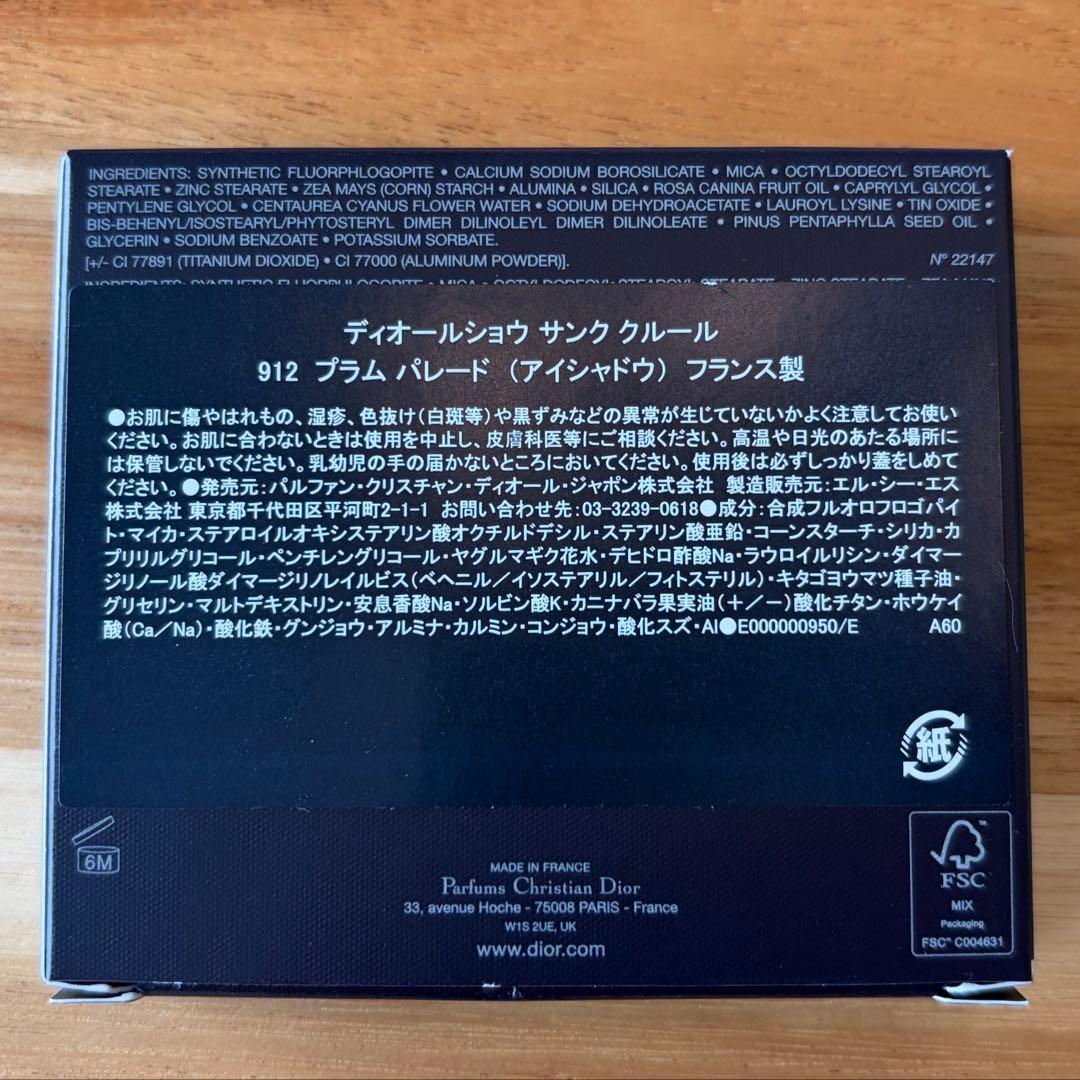 INGREDIENTS: SYNTHETIC FLUORPHLOGOPITE • CALCIUM SODIUM BOROSILICATE • MICA • OCTYLDODECYL STEAROYL
STEARATE • ZINC STEARATE • ZEA MAYS (CORN) STARCH • ALUMINA • SILICA • ROSA CANINA FRUIT OIL • CAPRYLYL GLYCOL •
PENTYLENE GLYCOL • CENTAUREA CYANUS FLOWER WATER • SODIUM DEHYDROACETATE • LAUROYL LYSINE • TIN OXIDE •
BIS-BEHENYL/ISOSTEARYL/PHYTOSTERYL DIMER DILINOLEYL DIMER DILINOLEATE • PINUS PENTAPHYLLA SEED OIL •
GLYCERIN • SODIUM BENZOATE • POTASSIUM SORBATE.
[+/- CI 77891 (TITANIUM DIOXIDE) • CI 77000 (ALUMINUM POWDER)]. N° 22147
INGREDIENTS: SYNTHETIC FLUORPHLOGOPITE • MICA • OCTYLDODECYL STEAROYL STEARATE • ZINC STEARATE •
ディオールショウ サンク クルール
912 プラム パレード (アイシャドウ) フランス製
●お肌に傷やはれもの、湿疹、色抜け(白斑等)や黒ずみなどの異常が生じていないかよく注意してお使い
ください。お肌に合わないときは使用を中止し、皮膚科医等にご相談ください。高温や日光のあたる場所に
は保管しないでください。乳幼児の手の届かないところにおいてください。使用後は必ずしっかり蓋をしめて
ください。●発売元:パルファン・クリスチャン・ディオール・ジャポン株式会社 製造販売元:エル・シー・エス
株式会社 東京都千代田区平河町2-1-1 お問い合わせ先:03-3239-0618●成分:合成フルオロフロゴパイ
ト・マイカ・ステアロイルオキシステアリン酸オクチルドデシル・ステアリン酸亜鉛・コーンスターチ・シリカ・カ
プリリルグリコール・ペンチレングリコール・ヤグルマギク花水・デヒドロ酢酸Na・ラウロイルリシン・ダイマー
ジリノール酸ダイマージリノレイルビス(ベヘニル/イソステアリル/フィトステリル)・キタゴヨウマツ種子油・
グリセリン・マルトデキストリン・安息香酸Na・ソルビン酸K・カニナバラ果実油(+/-)酸化チタン・ホウケイ
酸(Ca/Na)・酸化鉄・グンジョウ・アルミナ・カルミン・コンジョウ・酸化スズ・Al●E000000950/E A60
紙
6M
MADE IN FRANCE
Parfums Christian Dior
33, avenue Hoche - 75008 PARIS - France
W1S 2UE, UK
www.dior.com
FSC
MIX
Packaging
FSC™ C004631